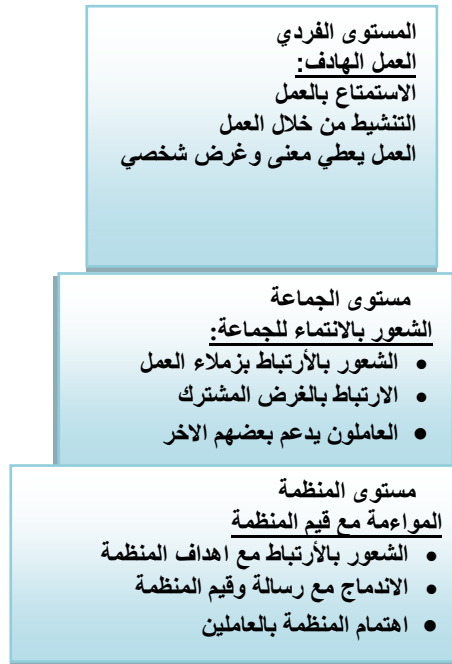 المستوى الفردي
العمل الهادف:
الاستمتاع بالعمل
التنشيط من خلال العمل
العمل يعطي معنى وغرض شخصي
مستوى الجماعة
الشعور بالانتماء للجماعة:
• الشعور بالأرتباط بزملاء العمل
• الارتباط بالغرض المشترك
• العاملون يدعم بعضهم الاخر
مستوى المنظمة
المواءمة مع قيم المنظمة
• الشعور بالأرتباط مع اهداف المنظمة
• الاندماج مع رسالة وقيم المنظمة
• اهتمام المنظمة بالعاملين